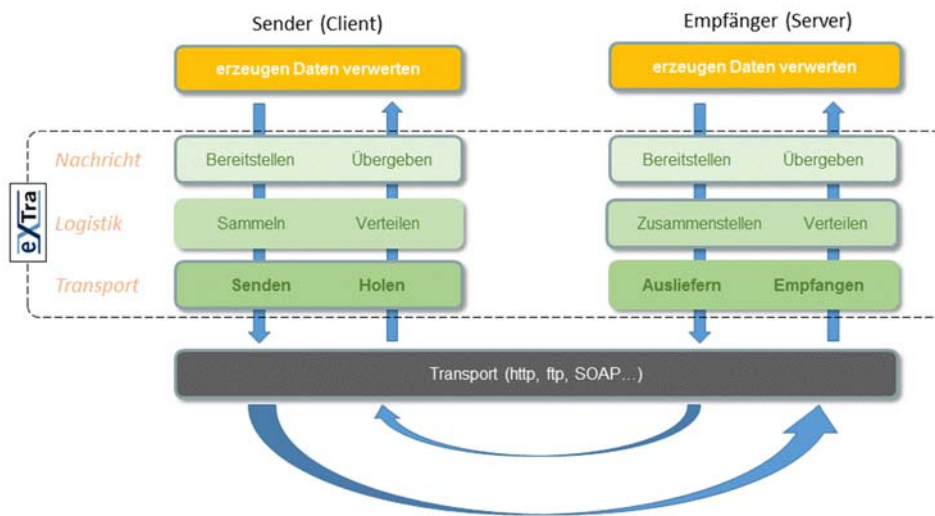 Sender (Client)
Empfänger (Server)
erzeugen Daten verwerten
erzeugen Daten verwerten
Nachricht
Bereitstellen
Übergeben
Bereitstellen
Übergeben
eXTra
Logistik
Sammeln
Verteilen
Zusammenstellen
Verteilen
Transport
Senden
Holen
Ausliefern
Empfangen
Transport (http, ftp, SOAP...)